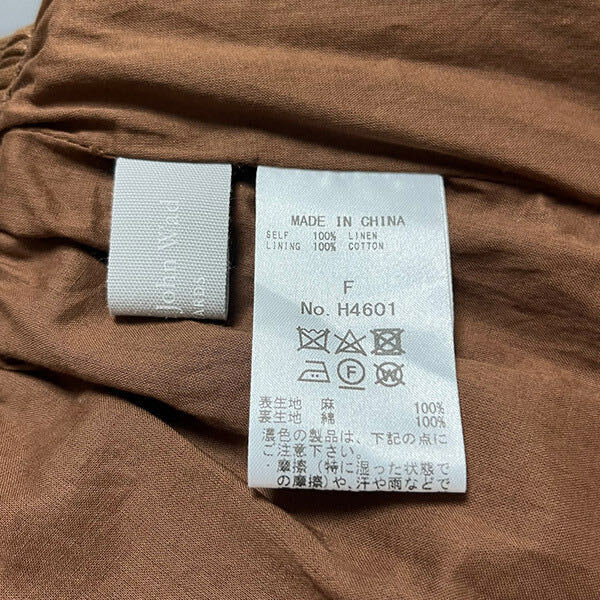 MADE IN CHINA
SELF 100% LINEN
LINING 100% COTTON
F
No. H4601
F
W
表生地 麻 100%
裏生地 綿 100%
濃色の製品は、下記の点に
ご注意下さい。
・摩擦(特に湿った状態で
の摩擦)や、汗や雨などで